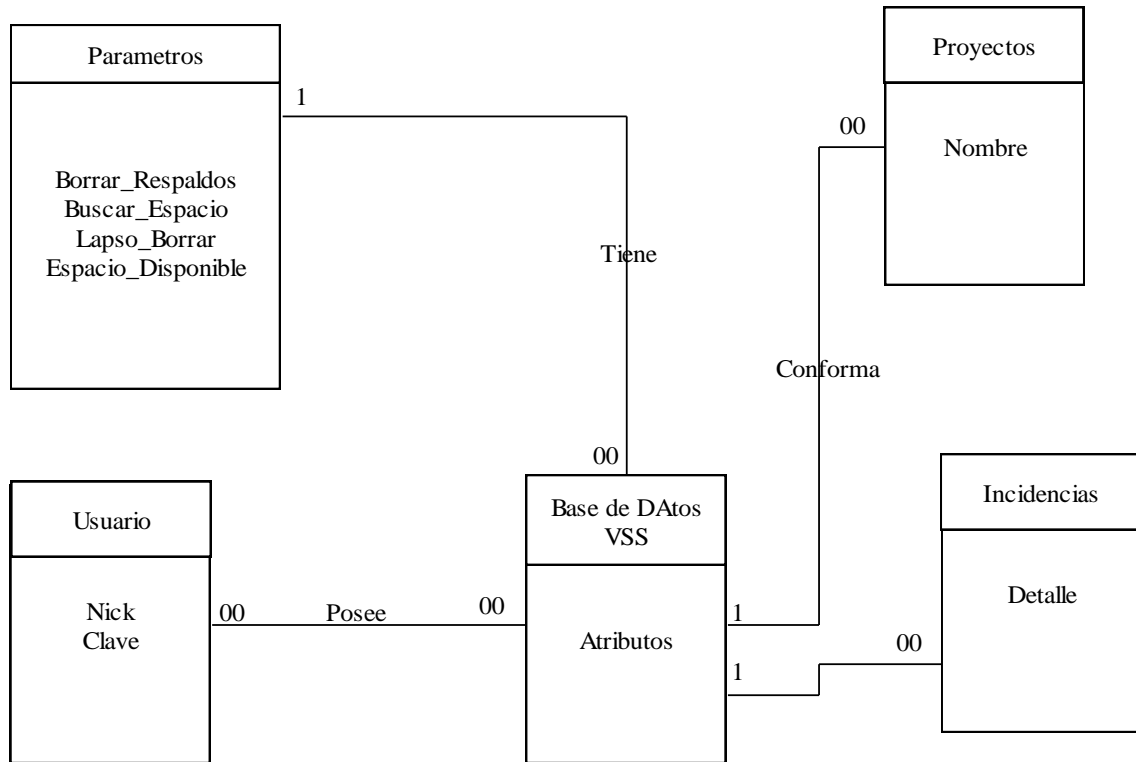 Parametros
Borrar_Respaldos
Buscar_Espacio
Lapso_Borrar
Espacio_Disponible
1
Tiene
00
Proyectos
Nombre
00
Conforma
Usuario
Nick
Clave
00
Posee
00
Base de DAtos
VSS
Atributos
1
1
00
Incidencias
Detalle